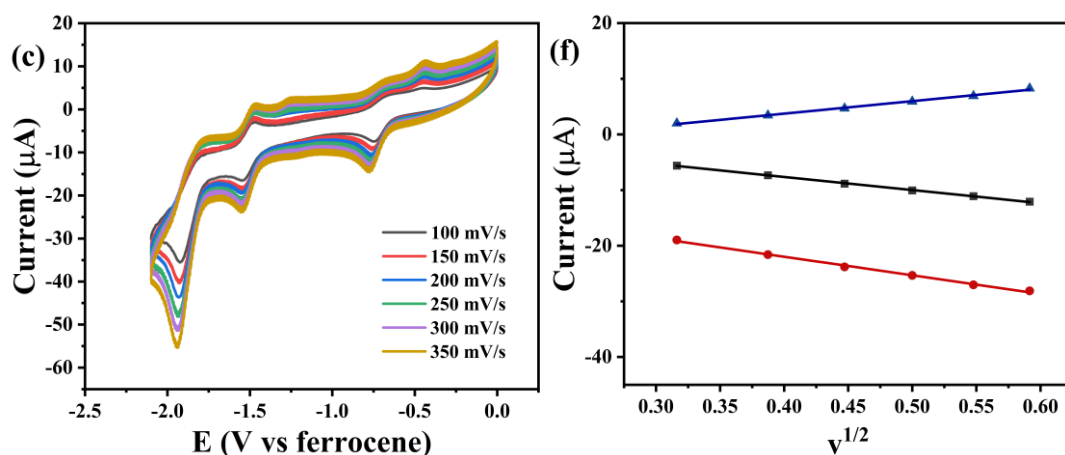 (c)
20
10
0
-10
-20
-30
-40
-50
-60
Current (μA)
100 mV/s
150 mV/s
200 mV/s
250 mV/s
300 mV/s
350 mV/s
-2.5 -2.0 -1.5 -1.0 -0.5 0.0
E (V vs ferrocene)
(f)
20
0
-20
-40
Current (μA)
0.30 0.35 0.40 0.45 0.50 0.55 0.60
v^1/2